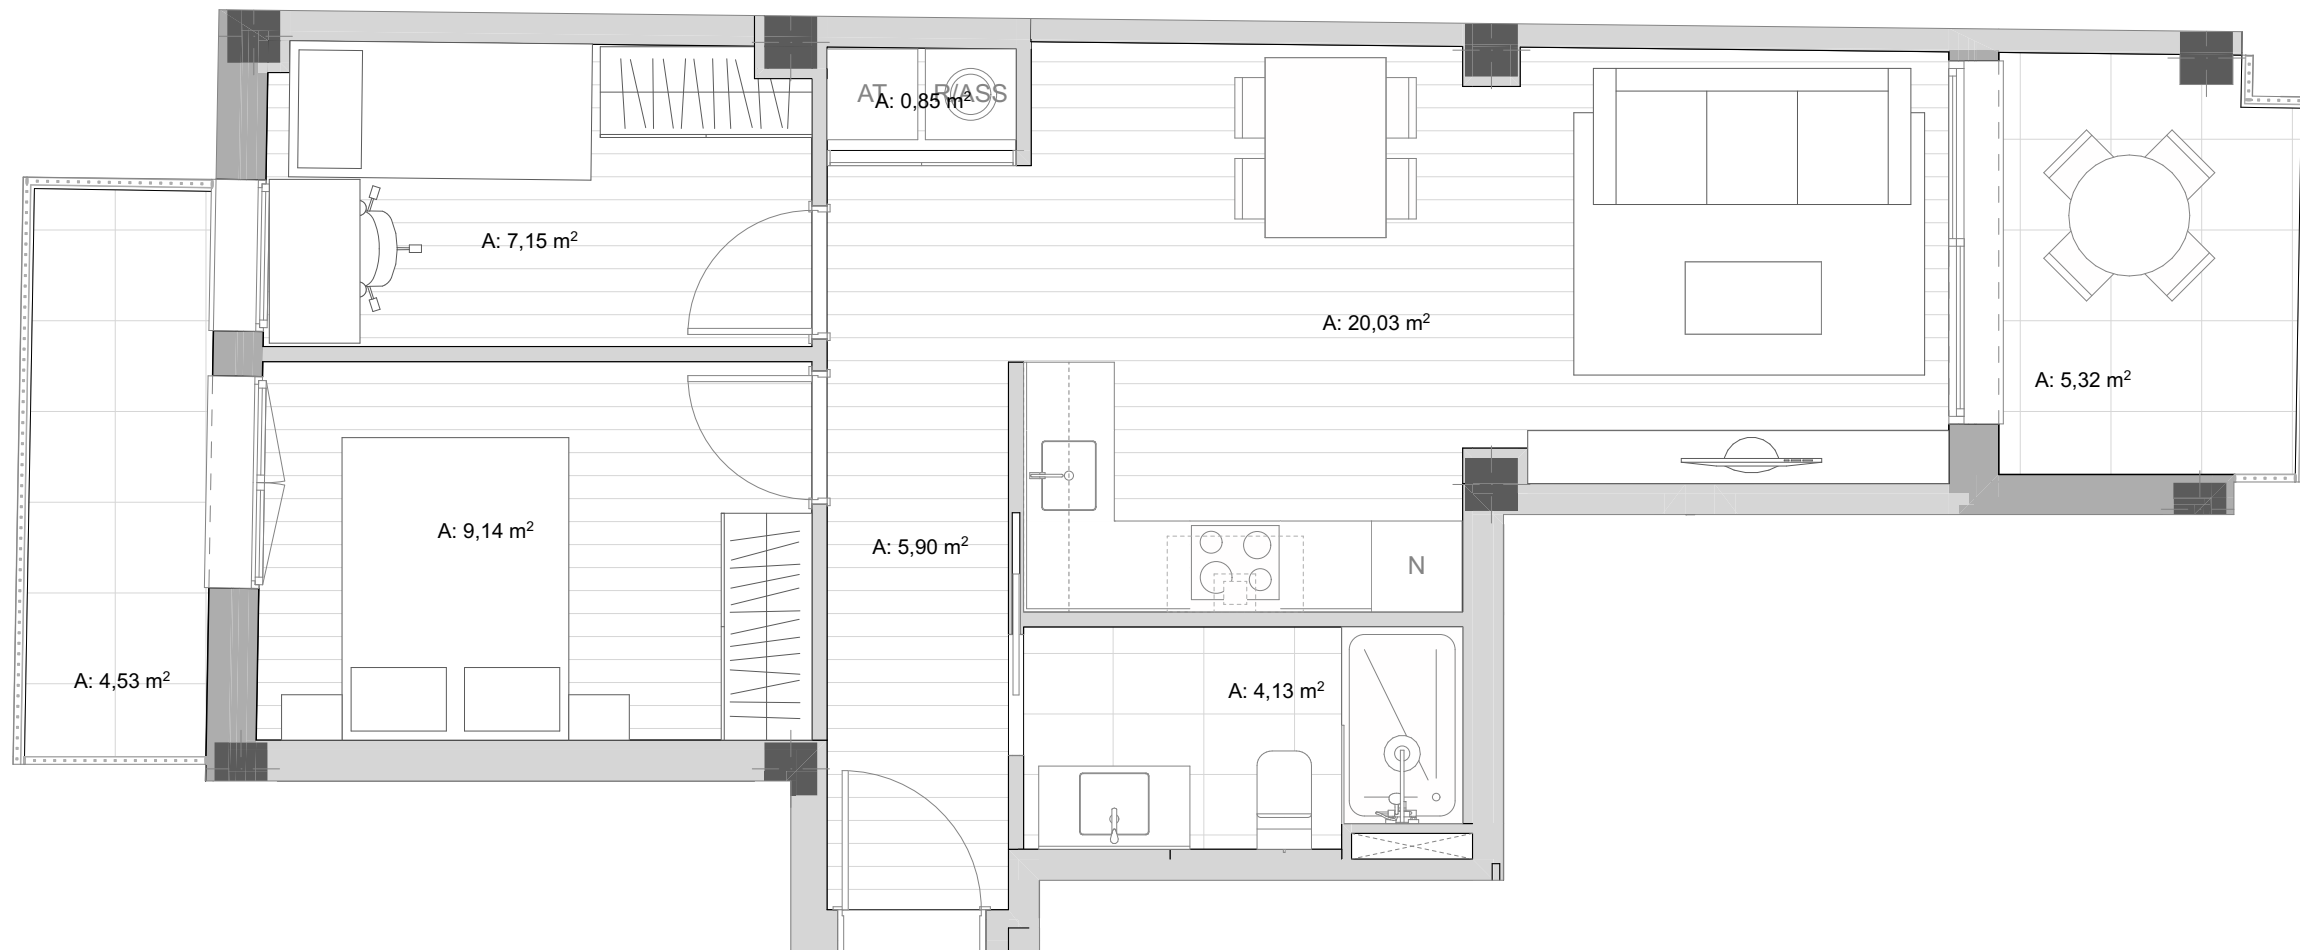 AT
R/ASS
A: 0,85 m²
A: 7,15 m²
A: 20,03 m²
A: 5,32 m²
A: 9,14 m²
A: 5,90 m²
N
A: 4,53 m²
A: 4,13 m²